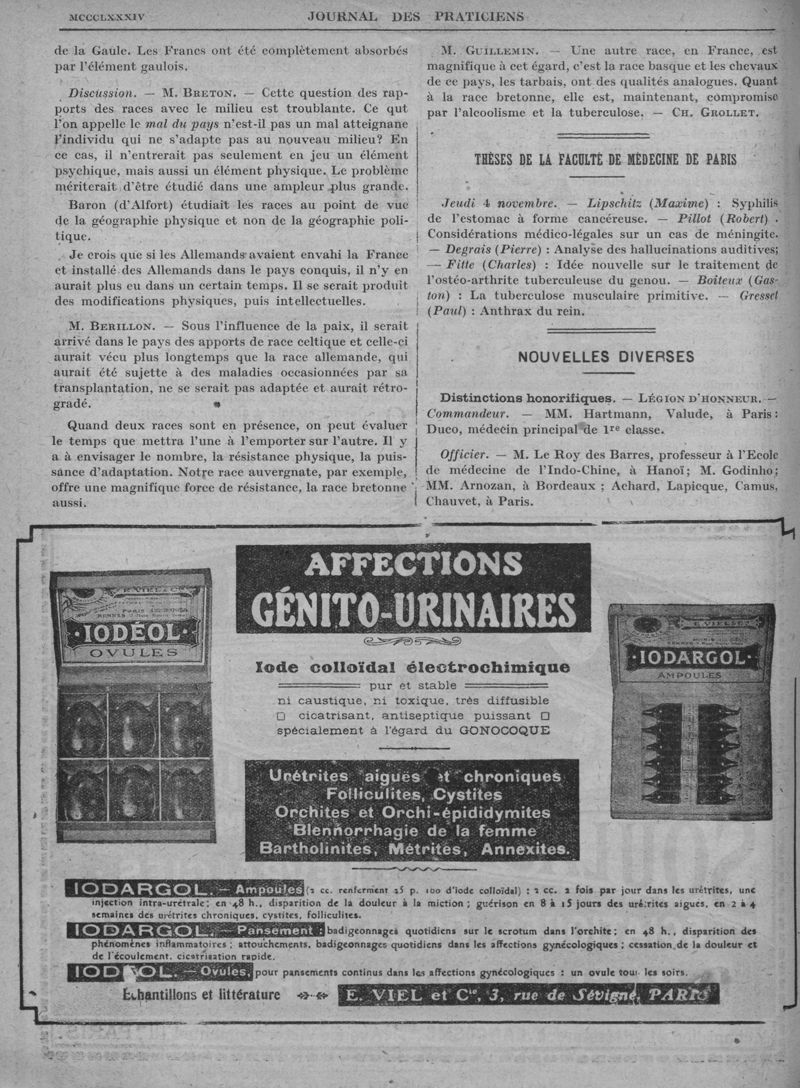 MCCCLXXXIV
JOURNAL DES PRATICIENS
de la Gaule. Les Francs ont été complètement absorbés
par l'élément gaulois.
Discussion. — M. BRETON. — Cette question des rap-
ports des races avec le milieu est troublante. Ce qut
l'on appelle le mal du pays n'est-il pas un mal atteignane
l'individu qui ne s'adapte pas au nouveau milieu? En
ce cas, il n'entrerait pas seulement en jeu un élément
psychique, mais aussi un élément physique. Le problème
mériterait d'être étudié dans une ampleur plus grande.
Baron (d'Alfort) étudiait les races au point de vue
de la géographie physique et non de la géographie poli-
tique.
Je crois que si les Allemands avaient envahi la France
et installé des Allemands dans le pays conquis, il n'y en
aurait plus eu dans un certain temps. Il se serait produit
des modifications physiques, puis intellectuelles.
M. BERILLON. — Sous l'influence de la paix, il serait
arrivé dans le pays des apports de race celtique et celle-ci
aurait vécu plus longtemps que la race allemande, qui
aurait été sujette à des maladies occasionnées par sa
transplantation, ne se serait pas adaptée et aurait rétro-
gradé.
Quand deux races sont en présence, on peut évaluer
le temps que mettra l'une à l'emporter sur l'autre. Il y
a à envisager le nombre, la résistance physique, la puis-
sance d'adaptation. Notre race auvergnate, par exemple,
offre une magnifique force de résistance, la race bretonne
aussi.
M. GUILLEMIN. — Une autre race, en France, est
magnifique à cet égard, c'est la race basque et les chevaux
de ce pays, les tarbais, ont des qualités analogues. Quant
à la race bretonne, elle est, maintenant, compromise
par l'alcoolisme et la tuberculose. — CH. GROLLET.
THÈSES DE LA FACULTÉ DE MÉDECINE DE PARIS
Jeudi 4 novembre. — Lipschitz (Maxime) : Syphilis
de l'estomac à forme cancéreuse. — Pillot (Robert) .
Considérations médico-légales sur un cas de méningite.
— Degrais (Pierre) : Analyse des hallucinations auditives;
— Fitte (Charles) : Idée nouvelle sur le traitement de
l'ostéo-arthrite tuberculeuse du genou. — Boiteux (Gas-
ton) : La tuberculose musculaire primitive. — Gressel
(Paul) : Anthrax du rein.
NOUVELLES DIVERSES
Distinctions honorifiques. — LÉGION D'HONNEUR. —
Commandeur. — MM. Hartmann, Valude, à Paris :
Duco, médecin principal de 1re classe.
Officier. — M. Le Roy des Barres, professeur à l'Ecole
de médecine de l'Indo-Chine, à Hanoï; M. Godinho;
MM. Arnozan, à Bordeaux ; Achard, Lapicque, Camus,
Chauvet, à Paris.
AFFECTIONS
GÉNITO-URINAIRES
IODÉOL
OVULES
IODARGOL
AMPOULES
Iode colloïdal électrochimique
pur et stable
ni caustique, ni toxique, très diffusible
cicatrisant, antiseptique puissant
spécialement à l'égard du GONOCOQUE
Urétrites aiguës et chroniques
Folliculites, Cystites
Orchites et Orchi-épididymites
Blennorrhagie de la femme
Bartholinites, Métrites, Annexites.
IODARGOL. — Ampoules (2 cc. renferment 25 p. 100 d'iode colloïdal) : 2 cc. 2 fois par jour dans les urétrites, une
injection intra-urétrale; en 48 h., disparition de la douleur à la miction ; guérison en 8 à 15 jours des urétrites aigues, en 2 à 4
semaines des urétrites chroniques, cystites, folliculites.
IODARGOL. — Pansement : badigeonnages quotidiens sur le scrotum dans l'orchite; en 48 h., disparition des
phénomènes inflammatoires ; attouchements, badigeonnages quotidiens dans les affections gynécologiques ; cessation de la douleur et
de l'écoulement, cicatrisation rapide.
Ovules, pour pansements continus dans les affections gynécologiques : un ovule tous les soirs.
Echantillons et littérature
E. VIEL et Cie, 3, rue de Sévigné, PARIS